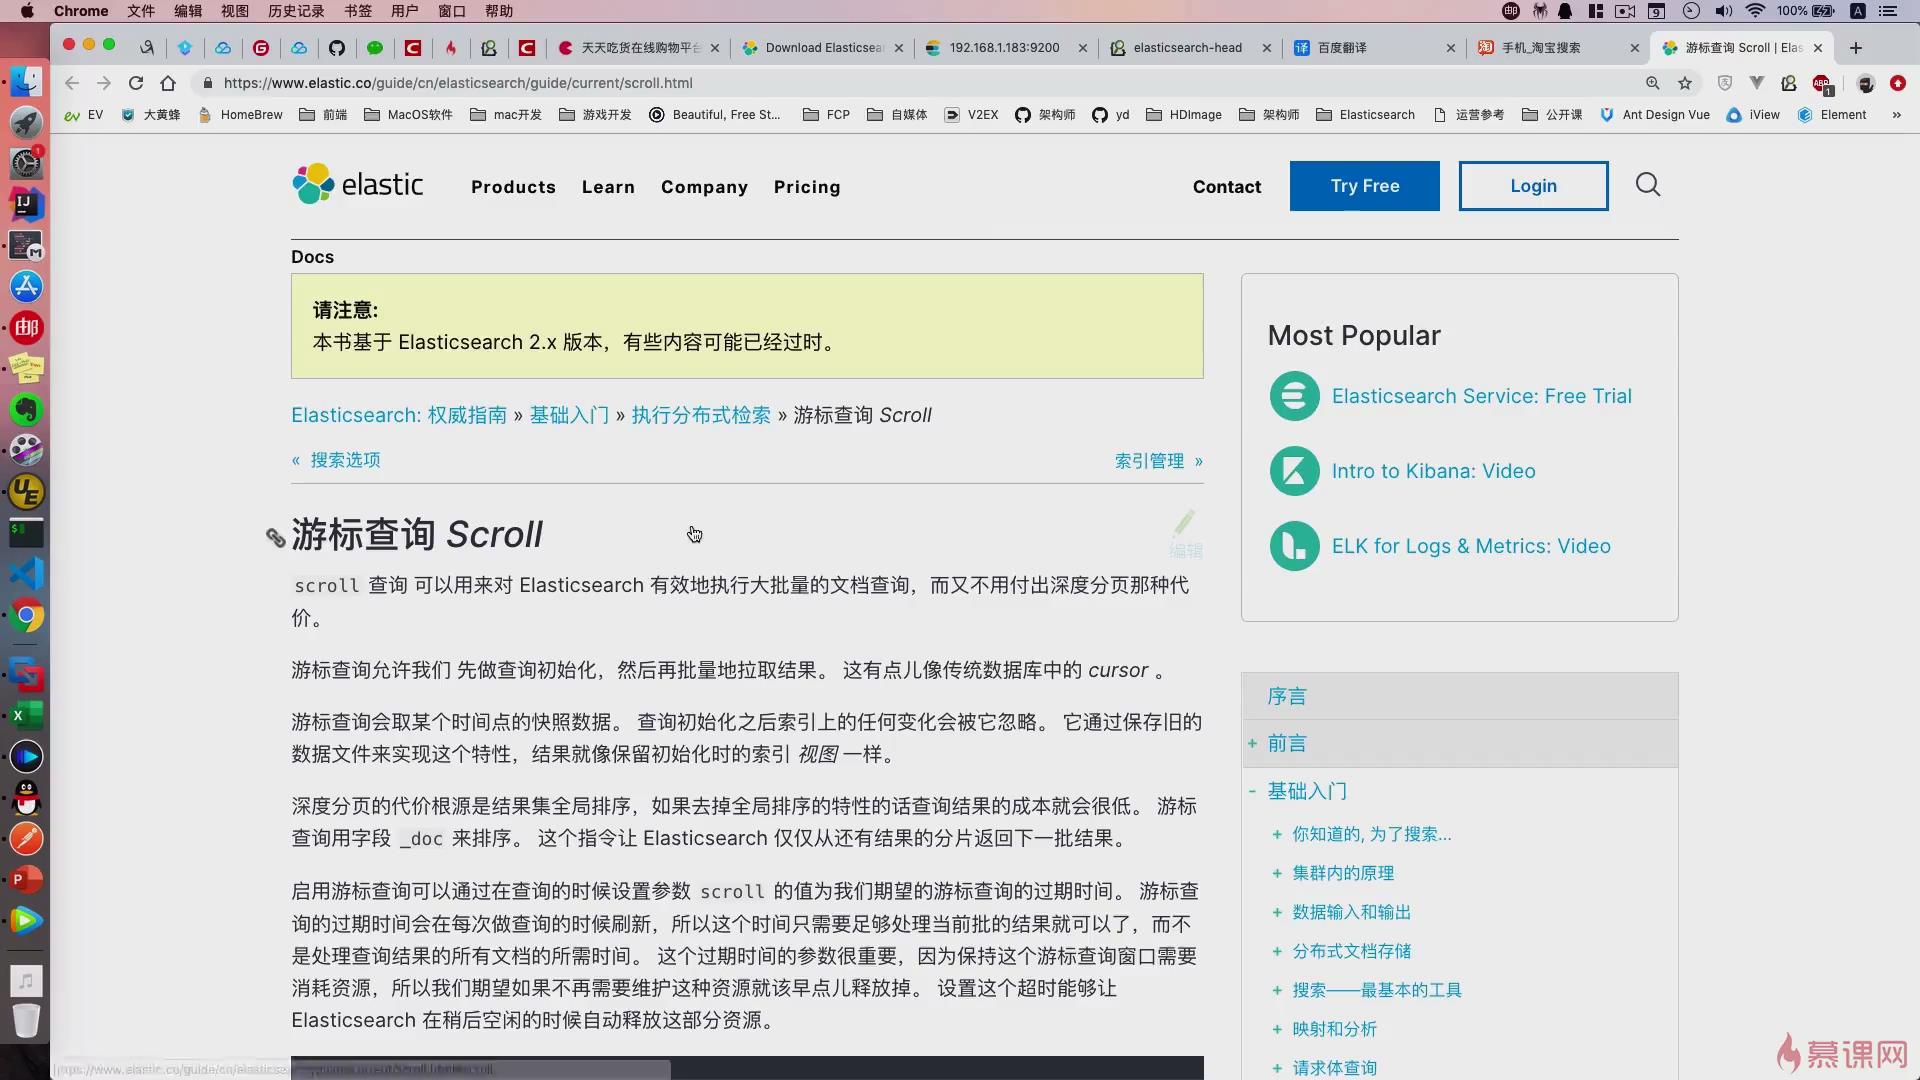 Chrome 文件 编辑 视图 历史记录 书签 用户 窗口 帮助 100%
天天吃货在线购物平台 Download Elasticsea 192.168.1.183:9200 elasticsearch-head 百度翻译 手机_淘宝搜索 游标查询 Scroll | Elas
https://www.elastic.co/guide/cn/elasticsearch/guide/current/scroll.html
EV 大黄蜂 HomeBrew 前端 MacOS软件 mac开发 游戏开发 Beautiful, Free St... FCP 自媒体 V2EX 架构师 yd HDImage 架构师 Elasticsearch 运营参考 公开课 Ant Design Vue iView Element »
elastic Products Learn Company Pricing Contact Try Free Login
Docs
请注意:
本书基于 Elasticsearch 2.x 版本，有些内容可能已经过时。
Elasticsearch: 权威指南 » 基础入门 » 执行分布式检索 » 游标查询 Scroll
« 搜索选项 索引管理 »
游标查询 Scroll
编辑
scroll 查询 可以用来对 Elasticsearch 有效地执行大批量的文档查询，而又不用付出深度分页那种代
价。
游标查询允许我们 先做查询初始化，然后再批量地拉取结果。 这有点儿像传统数据库中的 cursor 。
游标查询会取某个时间点的快照数据。 查询初始化之后索引上的任何变化会被它忽略。 它通过保存旧的
数据文件来实现这个特性，结果就像保留初始化时的索引 视图 一样。
深度分页的代价根源是结果集全局排序，如果去掉全局排序的特性的话查询结果的成本就会很低。 游标
查询用字段 _doc 来排序。 这个指令让 Elasticsearch 仅仅从还有结果的分片返回下一批结果。
启用游标查询可以通过在查询的时候设置参数 scroll 的值为我们期望的游标查询的过期时间。 游标查
询的过期时间会在每次做查询的时候刷新，所以这个时间只需要足够处理当前批的结果就可以了，而不
是处理查询结果的所有文档的所需时间。 这个过期时间的参数很重要，因为保持这个游标查询窗口需要
消耗资源，所以我们期望如果不再需要维护这种资源就该早点儿释放掉。 设置这个超时能够让
Elasticsearch 在稍后空闲的时候自动释放这部分资源。
Most Popular
Elasticsearch Service: Free Trial
Intro to Kibana: Video
ELK for Logs & Metrics: Video
序言
+ 前言
- 基础入门
+ 你知道的, 为了搜索…
+ 集群内的原理
+ 数据输入和输出
+ 分布式文档存储
+ 搜索——最基本的工具
+ 映射和分析
+ 请求体查询
慕课网